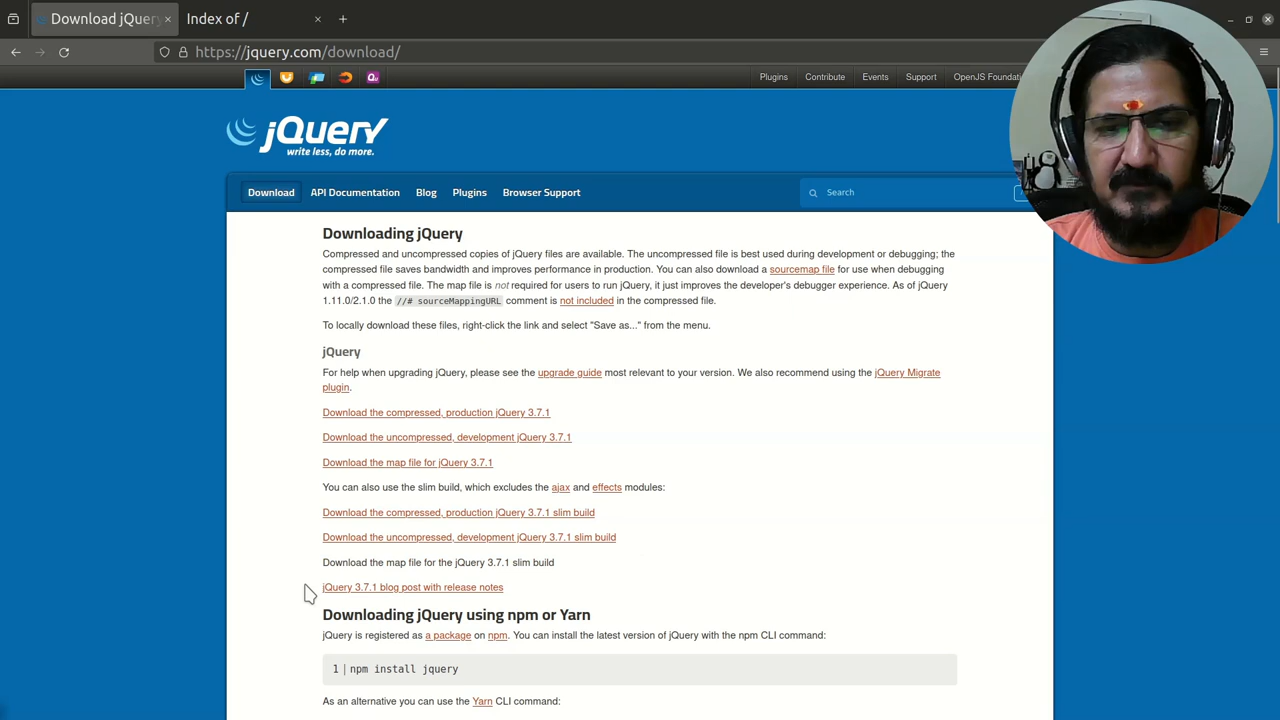 Download jQuery
Index of /
https://jquery.com/download/
Plugins
Contribute
Events
Support
jQuery
write less, do more.
Download
API Documentation
Blog
Plugins
Browser Support
Search
Downloading jQuery
Compressed and uncompressed copies of jQuery files are available. The uncompressed file is best used during development or debugging; the
compressed file saves bandwidth and improves performance in production. You can also download a sourcemap file for use when debugging
with a compressed file. The map file is not required for users to run jQuery, it just improves the developer's debugger experience. As of jQuery
1.11.0/2.1.0 the //# sourceMappingURL comment is not included in the compressed file.
To locally download these files, right-click the link and select "Save as..." from the menu.
jQuery
For help when upgrading jQuery, please see the upgrade guide most relevant to your version. We also recommend using the jQuery Migrate
plugin.
Download the compressed, production jQuery 3.7.1
Download the uncompressed, development jQuery 3.7.1
Download the map file for jQuery 3.7.1
You can also use the slim build, which excludes the ajax and effects modules:
Download the compressed, production jQuery 3.7.1 slim build
Download the uncompressed, development jQuery 3.7.1 slim build
Download the map file for the jQuery 3.7.1 slim build
jQuery 3.7.1 blog post with release notes
Downloading jQuery using npm or Yarn
jQuery is registered as a package on npm. You can install the latest version of jQuery with the npm CLI command:
1 npm install jquery
As an alternative you can use the Yarn CLI command: